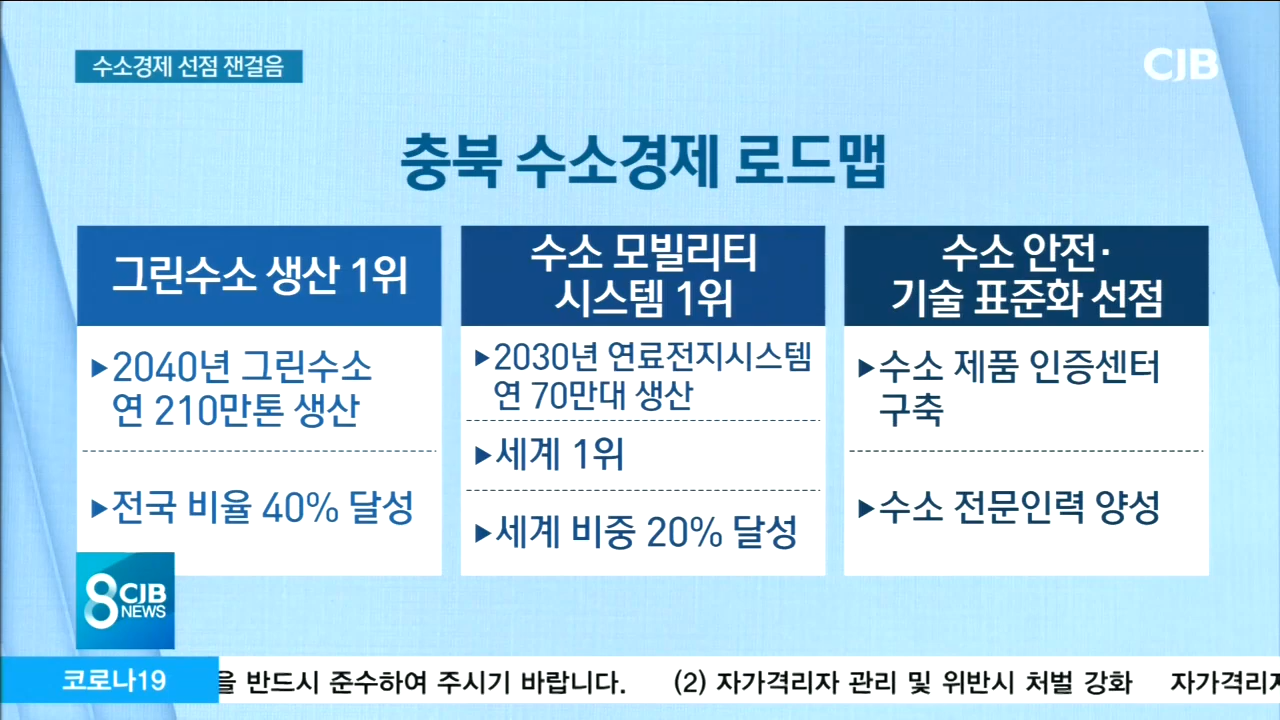 수소경제 선점 잰걸음
CJB
충북 수소경제 로드맵
그린수소 생산 1위
▶2040년 그린수소
연 210만톤 생산
▶전국 비율 40% 달성
수소 모빌리티
시스템 1위
▶2030년 연료전지시스템
연 70만대 생산
▶세계 1위
▶세계 비중 20% 달성
수소 안전·
기술 표준화 선점
▶수소 제품 인증센터
구축
▶수소 전문인력 양성
8 CJB
NEWS
코로나19
을 반드시 준수하여 주시기 바랍니다. (2) 자가격리자 관리 및 위반시 처벌 강화 자가격리자